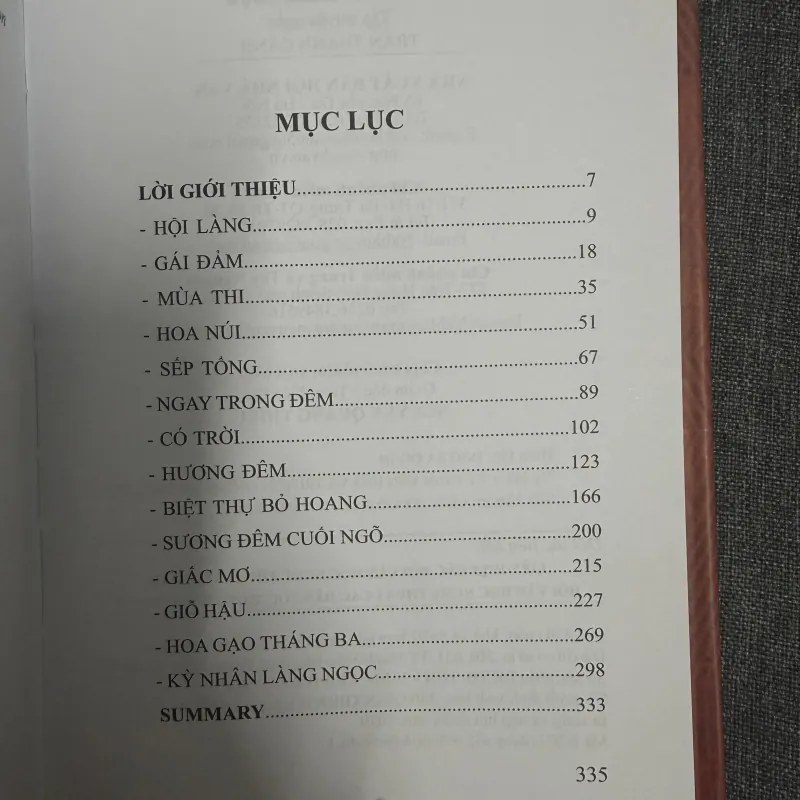 MỤC LỤC
LỜI GIỚI THIỆU..................................................7
- HỘI LÀNG..........................................................9
- GÁI ĐẢM..........................................................18
- MÙA THI..........................................................35
- HOA NÚI..........................................................51
- SẾP TỒNG........................................................67
- NGAY TRONG ĐÊM..........................................89
- CÓ TRỜI..........................................................102
- HƯƠNG ĐÊM..................................................123
- BIỆT THỰ BỎ HOANG....................................166
- SƯƠNG ĐÊM CUỐI NGÕ................................200
- GIẤC MƠ........................................................215
- GIỖ HẬU.........................................................227
- HOA GẠO THÁNG BA.....................................269
- KỲ NHÂN LÀNG NGỌC..................................298
SUMMARY.......................................................333
335